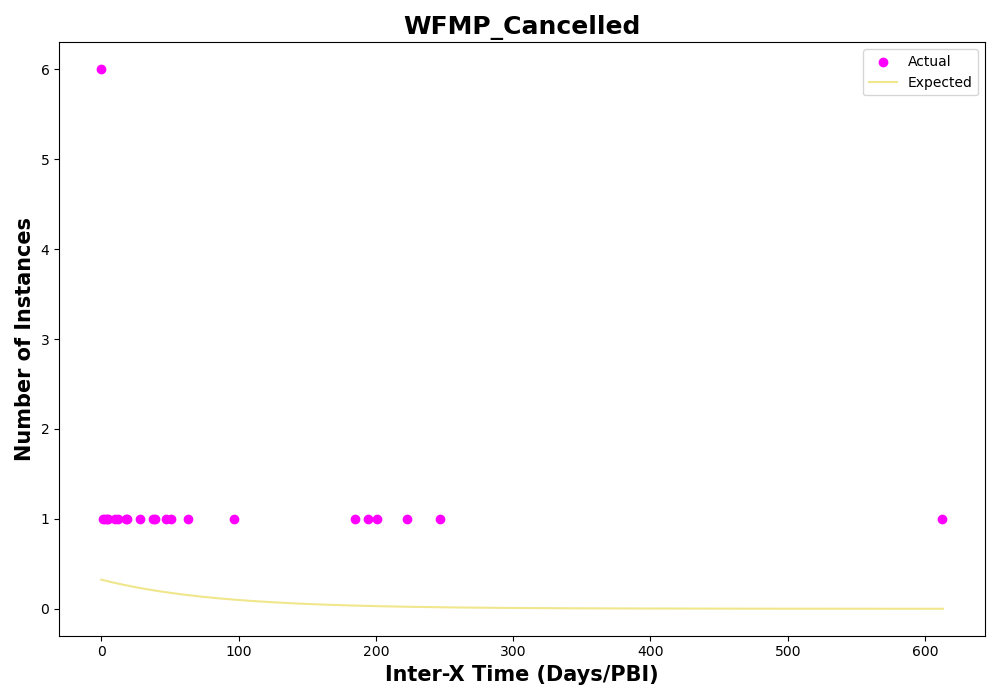 WFMP_Cancelled
Actual
Expected
6
5
4
3
2
1
0
Number of Instances
0 100 200 300 400 500 600
Inter-X Time (Days/PBI)